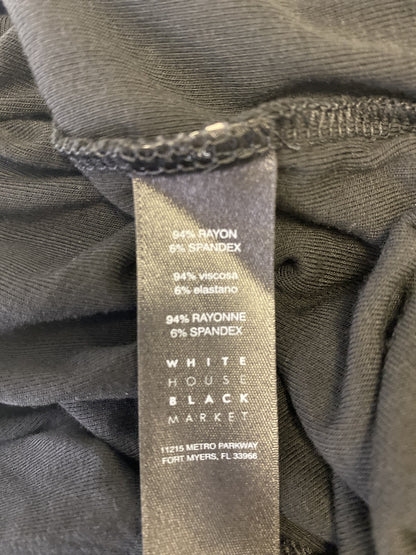 94% RAYON
6% SPANDEX
94% viscosa
6% elastano
94% RAYONNE
6% SPANDEX
WHITE
HOUSE
BLACK
MARKET
11215 METRO PARKWAY
FORT MYERS, FL 33966